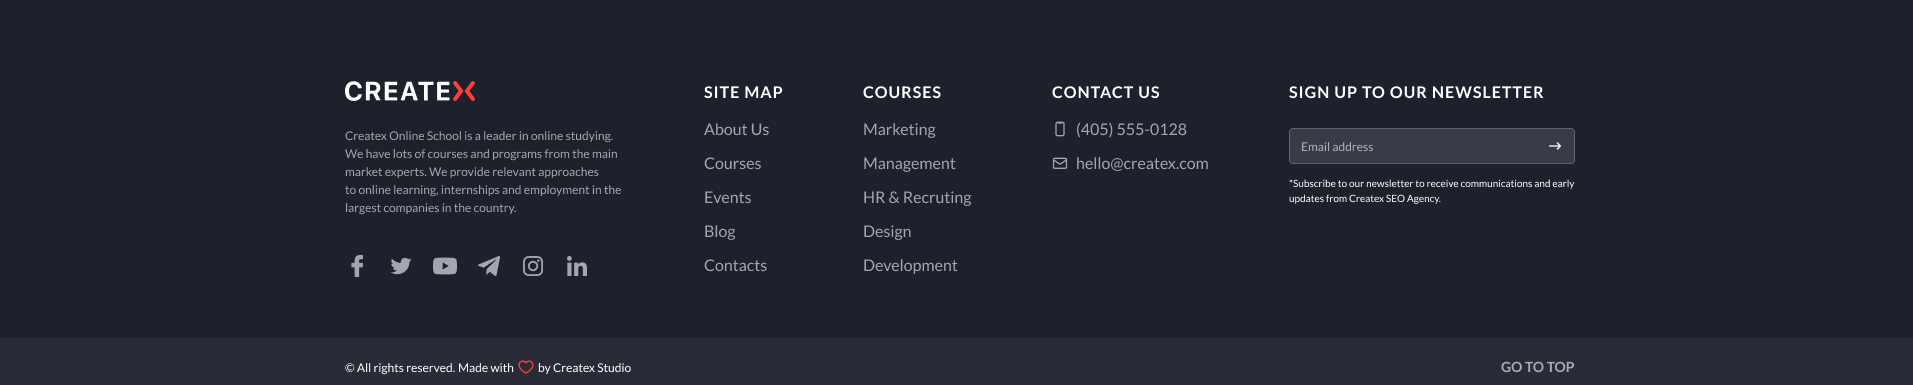 CREATEX
Createx Online School is a leader in online studying.
We have lots of courses and programs from the main
market experts. We provide relevant approaches
to online learning, internships and employment in the
largest companies in the country.
SITE MAP
About Us
Courses
Events
Blog
Contacts
COURSES
Marketing
Management
HR & Recruting
Design
Development
CONTACT US
(405) 555-0128
hello@createx.com
SIGN UP TO OUR NEWSLETTER
Email address
*Subscribe to our newsletter to receive communications and early
updates from Createx SEO Agency.
© All rights reserved. Made with by Createx Studio
GO TO TOP